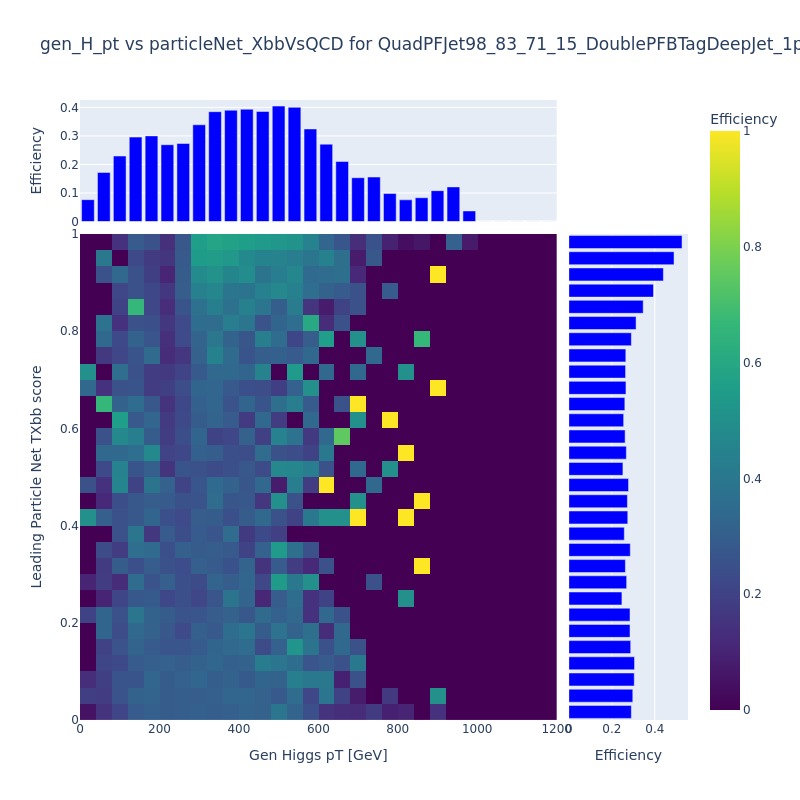 gen_H_pt vs particleNet_XbbVsQCD for QuadPFJet98_83_71_15_DoublePFBTagDeepJet_1p
Efficiency
0.4
0.3
0.2
0.1
0
Efficiency
1
0.8
0.6
0.4
0.2
0
Leading Particle Net TXbb score
1
0.8
0.6
0.4
0.2
0
0 200 400 600 800 1000 1200
Gen Higgs pT [GeV]
0 0.2 0.4
Efficiency